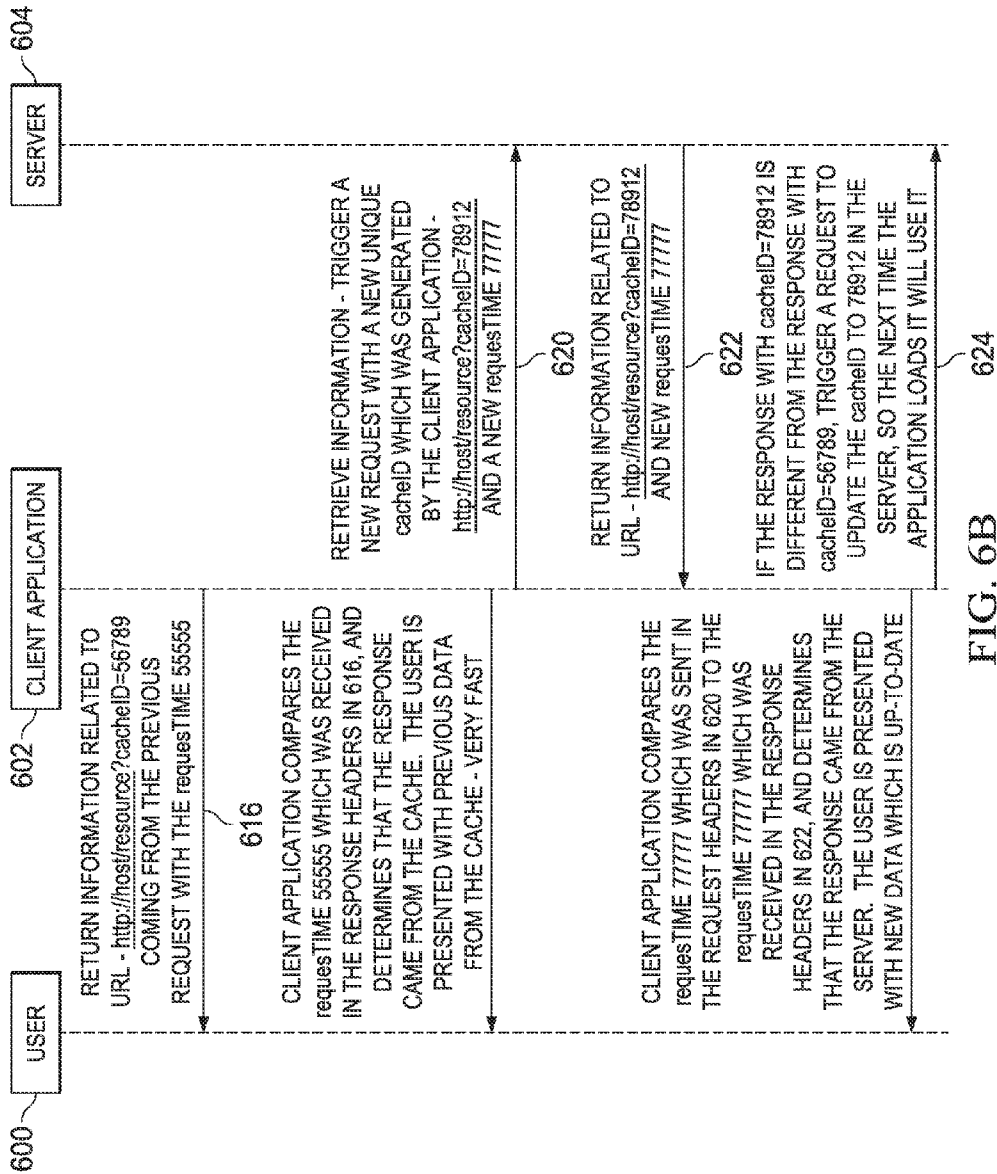 600
USER
602
CLIENT APPLICATION
604
SERVER
RETURN INFORMATION RELATED TO
URL - http://host/resource?cacheID=56789
COMING FROM THE PREVIOUS
REQUEST WITH THE requesTIME 55555
616
CLIENT APPLICATION COMPARES THE
requesTIME 55555 WHICH WAS RECEIVED
IN THE RESPONSE HEADERS IN 616, AND
DETERMINES THAT THE RESPONSE
CAME FROM THE CACHE. THE USER IS
PRESENTED WITH PREVIOUS DATA
FROM THE CACHE - VERY FAST
RETRIEVE INFORMATION - TRIGGER A
NEW REQUEST WITH A NEW UNIQUE
cacheID WHICH WAS GENERATED
BY THE CLIENT APPLICATION -
http://host/resource?cacheID=78912
AND A NEW requesTIME 77777
620
RETURN INFORMATION RELATED TO
URL - http://host/resource?cacheID=78912
AND NEW requesTIME 77777
622
CLIENT APPLICATION COMPARES THE
requesTIME 77777 WHICH WAS SENT IN
THE REQUEST HEADERS IN 620 TO THE
requesTIME 77777 WHICH WAS
RECEIVED IN THE RESPONSE
HEADERS IN 622, AND DETERMINES
THAT THE RESPONSE CAME FROM THE
SERVER. THE USER IS PRESENTED
WITH NEW DATA WHICH IS UP-TO-DATE
IF THE RESPONSE WITH cacheID=78912 IS
DIFFERENT FROM THE RESPONSE WITH
cacheID=56789, TRIGGER A REQUEST TO
UPDATE THE cacheID TO 78912 IN THE
SERVER, SO THE NEXT TIME THE
APPLICATION LOADS IT WILL USE IT
624
FIG. 6B